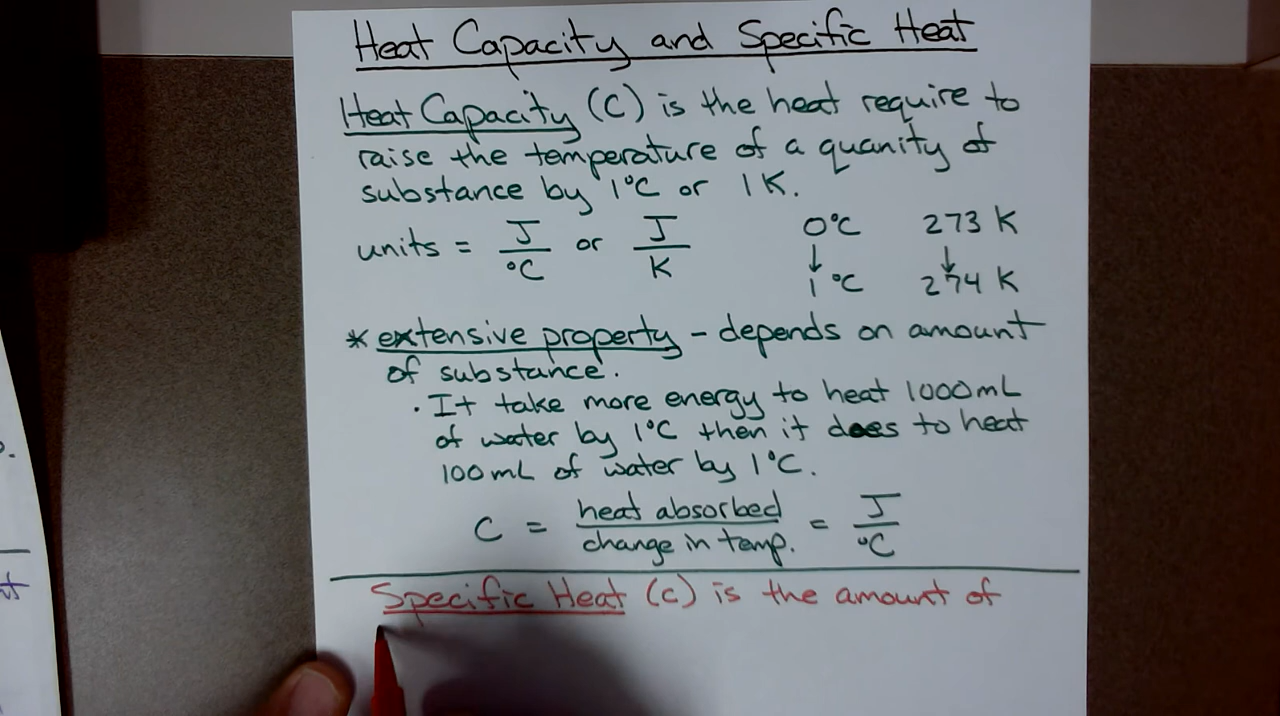 Heat Capacity and Specific Heat
Heat Capacity (C) is the heat require to
raise the temperature of a quanity of
substance by 1°C or 1K.
units = J/°C or J/K
0°C 273 K
↓ ↓
1°C 274 K
* extensive property - depends on amount
of substance.
· It take more energy to heat 1000mL
of water by 1°C then it does to heat
100mL of water by 1°C.
C = heat absorbed/change in temp. = J/°C
Specific Heat (c) is the amount of